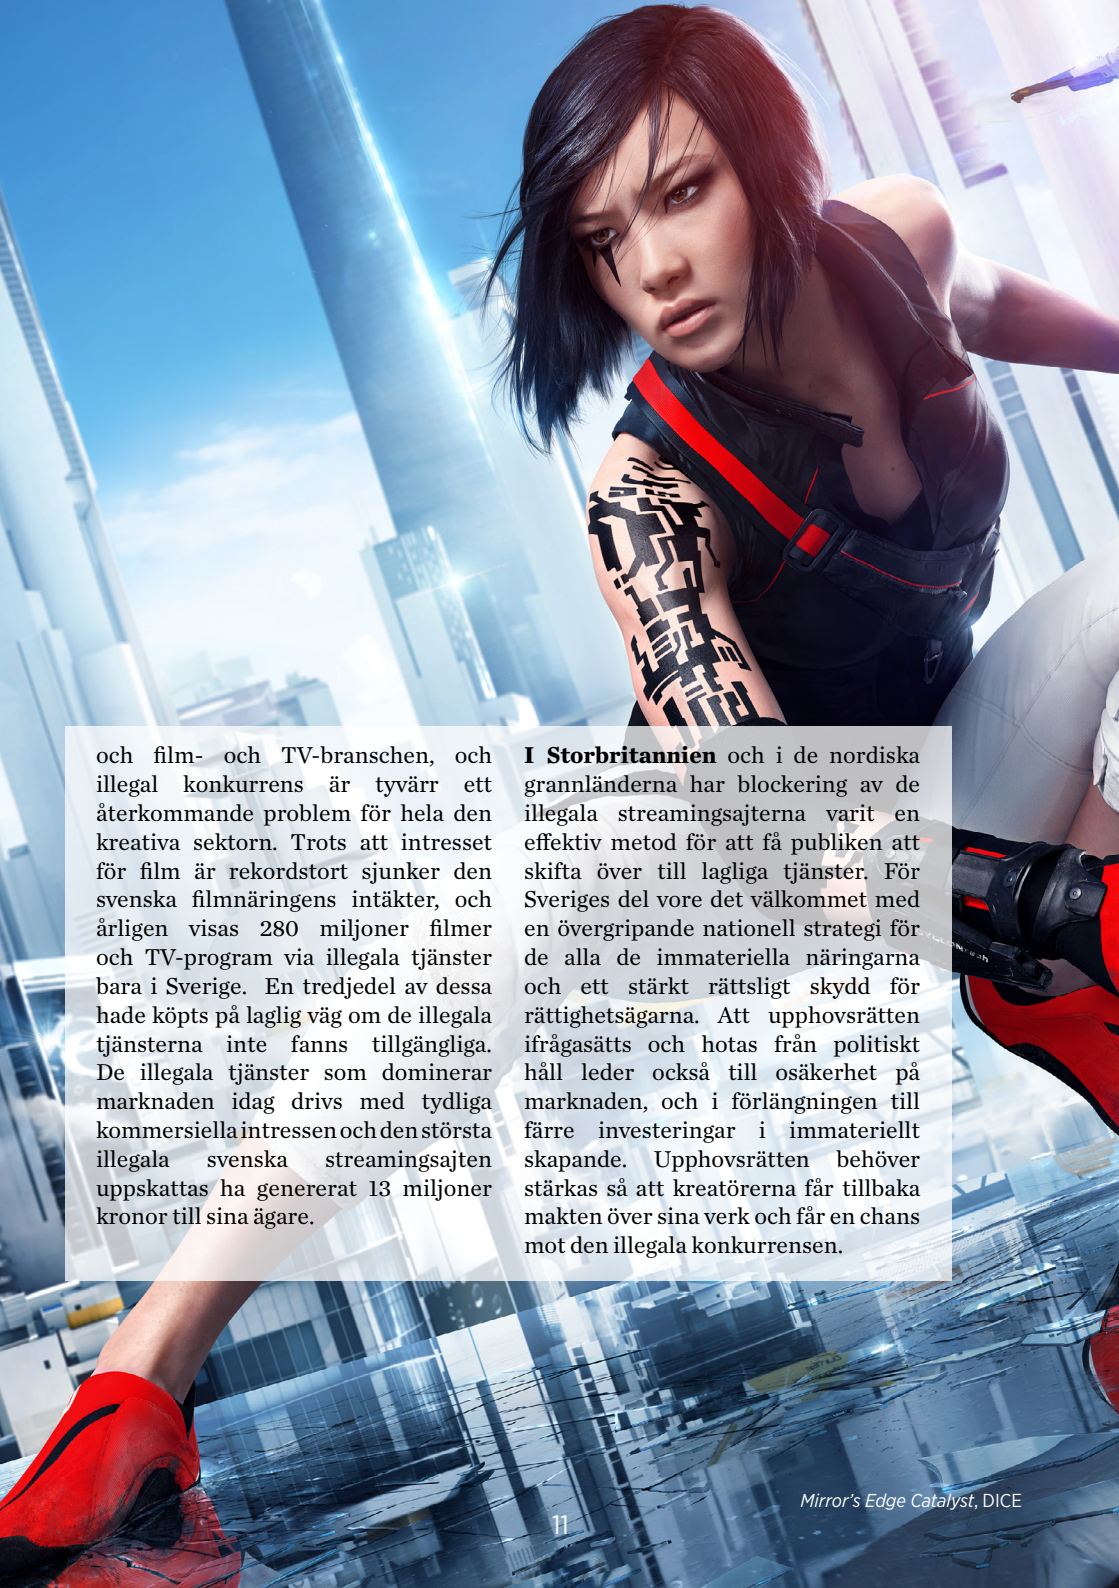 och film- och TV-branschen, och
illegal konkurrens är tyvärr ett
återkommande problem för hela den
kreativa sektorn. Trots att intresset
för film är rekordstort sjunker den
svenska filmnäringens intäkter, och
årligen visas 280 miljoner filmer
och TV-program via illegala tjänster
bara i Sverige. En tredjedel av dessa
hade köpts på laglig väg om de illegala
tjänsterna inte fanns tillgängliga.
De illegala tjänster som dominerar
marknaden idag drivs med tydliga
kommersiella intressen och den största
illegala svenska streamingsajten
uppskattas ha genererat 13 miljoner
kronor till sina ägare.
I Storbritannien och i de nordiska
grannländerna har blockering av de
illegala streamingsajterna varit en
effektiv metod för att få publiken att
skifta över till lagliga tjänster. För
Sveriges del vore det välkommet med
en övergripande nationell strategi för
de alla de immateriella näringarna
och ett stärkt rättsligt skydd för
rättighetsägarna. Att upphovsrätten
ifrågasätts och hotas från politiskt
håll leder också till osäkerhet på
marknaden, och i förlängningen till
färre investeringar i immateriellt
skapande. Upphovsrätten behöver
stärkas så att kreatörerna får tillbaka
makten över sina verk och får en chans
mot den illegala konkurrensen.
Mirror's Edge Catalyst, DICE
11